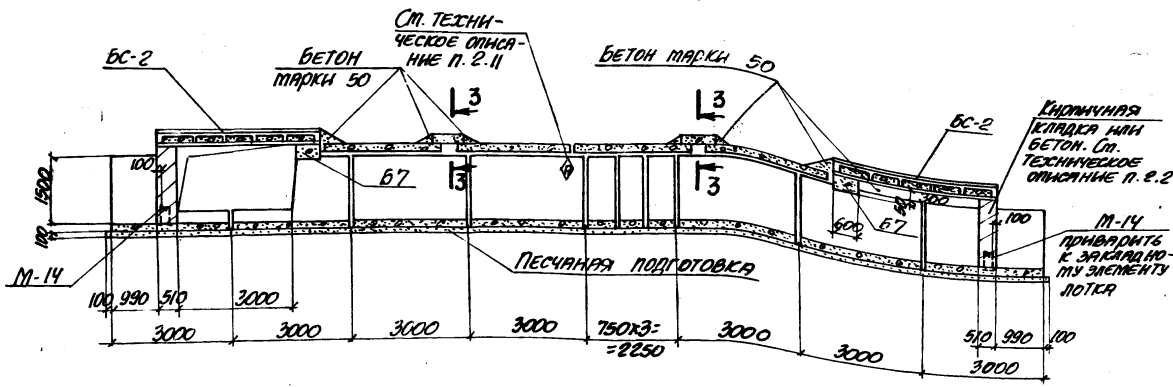 СМ. ТЕХНИ-
ЧЕСКОЕ ОПИСА-
НИЕ П. 2.11
БС-2
БЕТОН
МАРКИ 50
БЕТОН МАРКИ 50
3
3
КИРПИЧНАЯ
КЛАДКА ИЛИ
БЕТОН. СМ.
ТЕХНИЧЕСКОЕ
ОПИСАНИЕ П. 2.2
БС-2
100
Б7
3
3
1500
100
300
50
600
Б7
100
М-14
ПРИВАРИТЬ
К ЗАКЛАДНО-
МУ ЭЛЕМЕНТУ
ЛОТКА
М-14
ПЕСЧАНАЯ ПОДГОТОВКА
100 990 510 3000
3000 3000 3000 3000 750х3=
=2250
3000 3000 3000
510 990 100